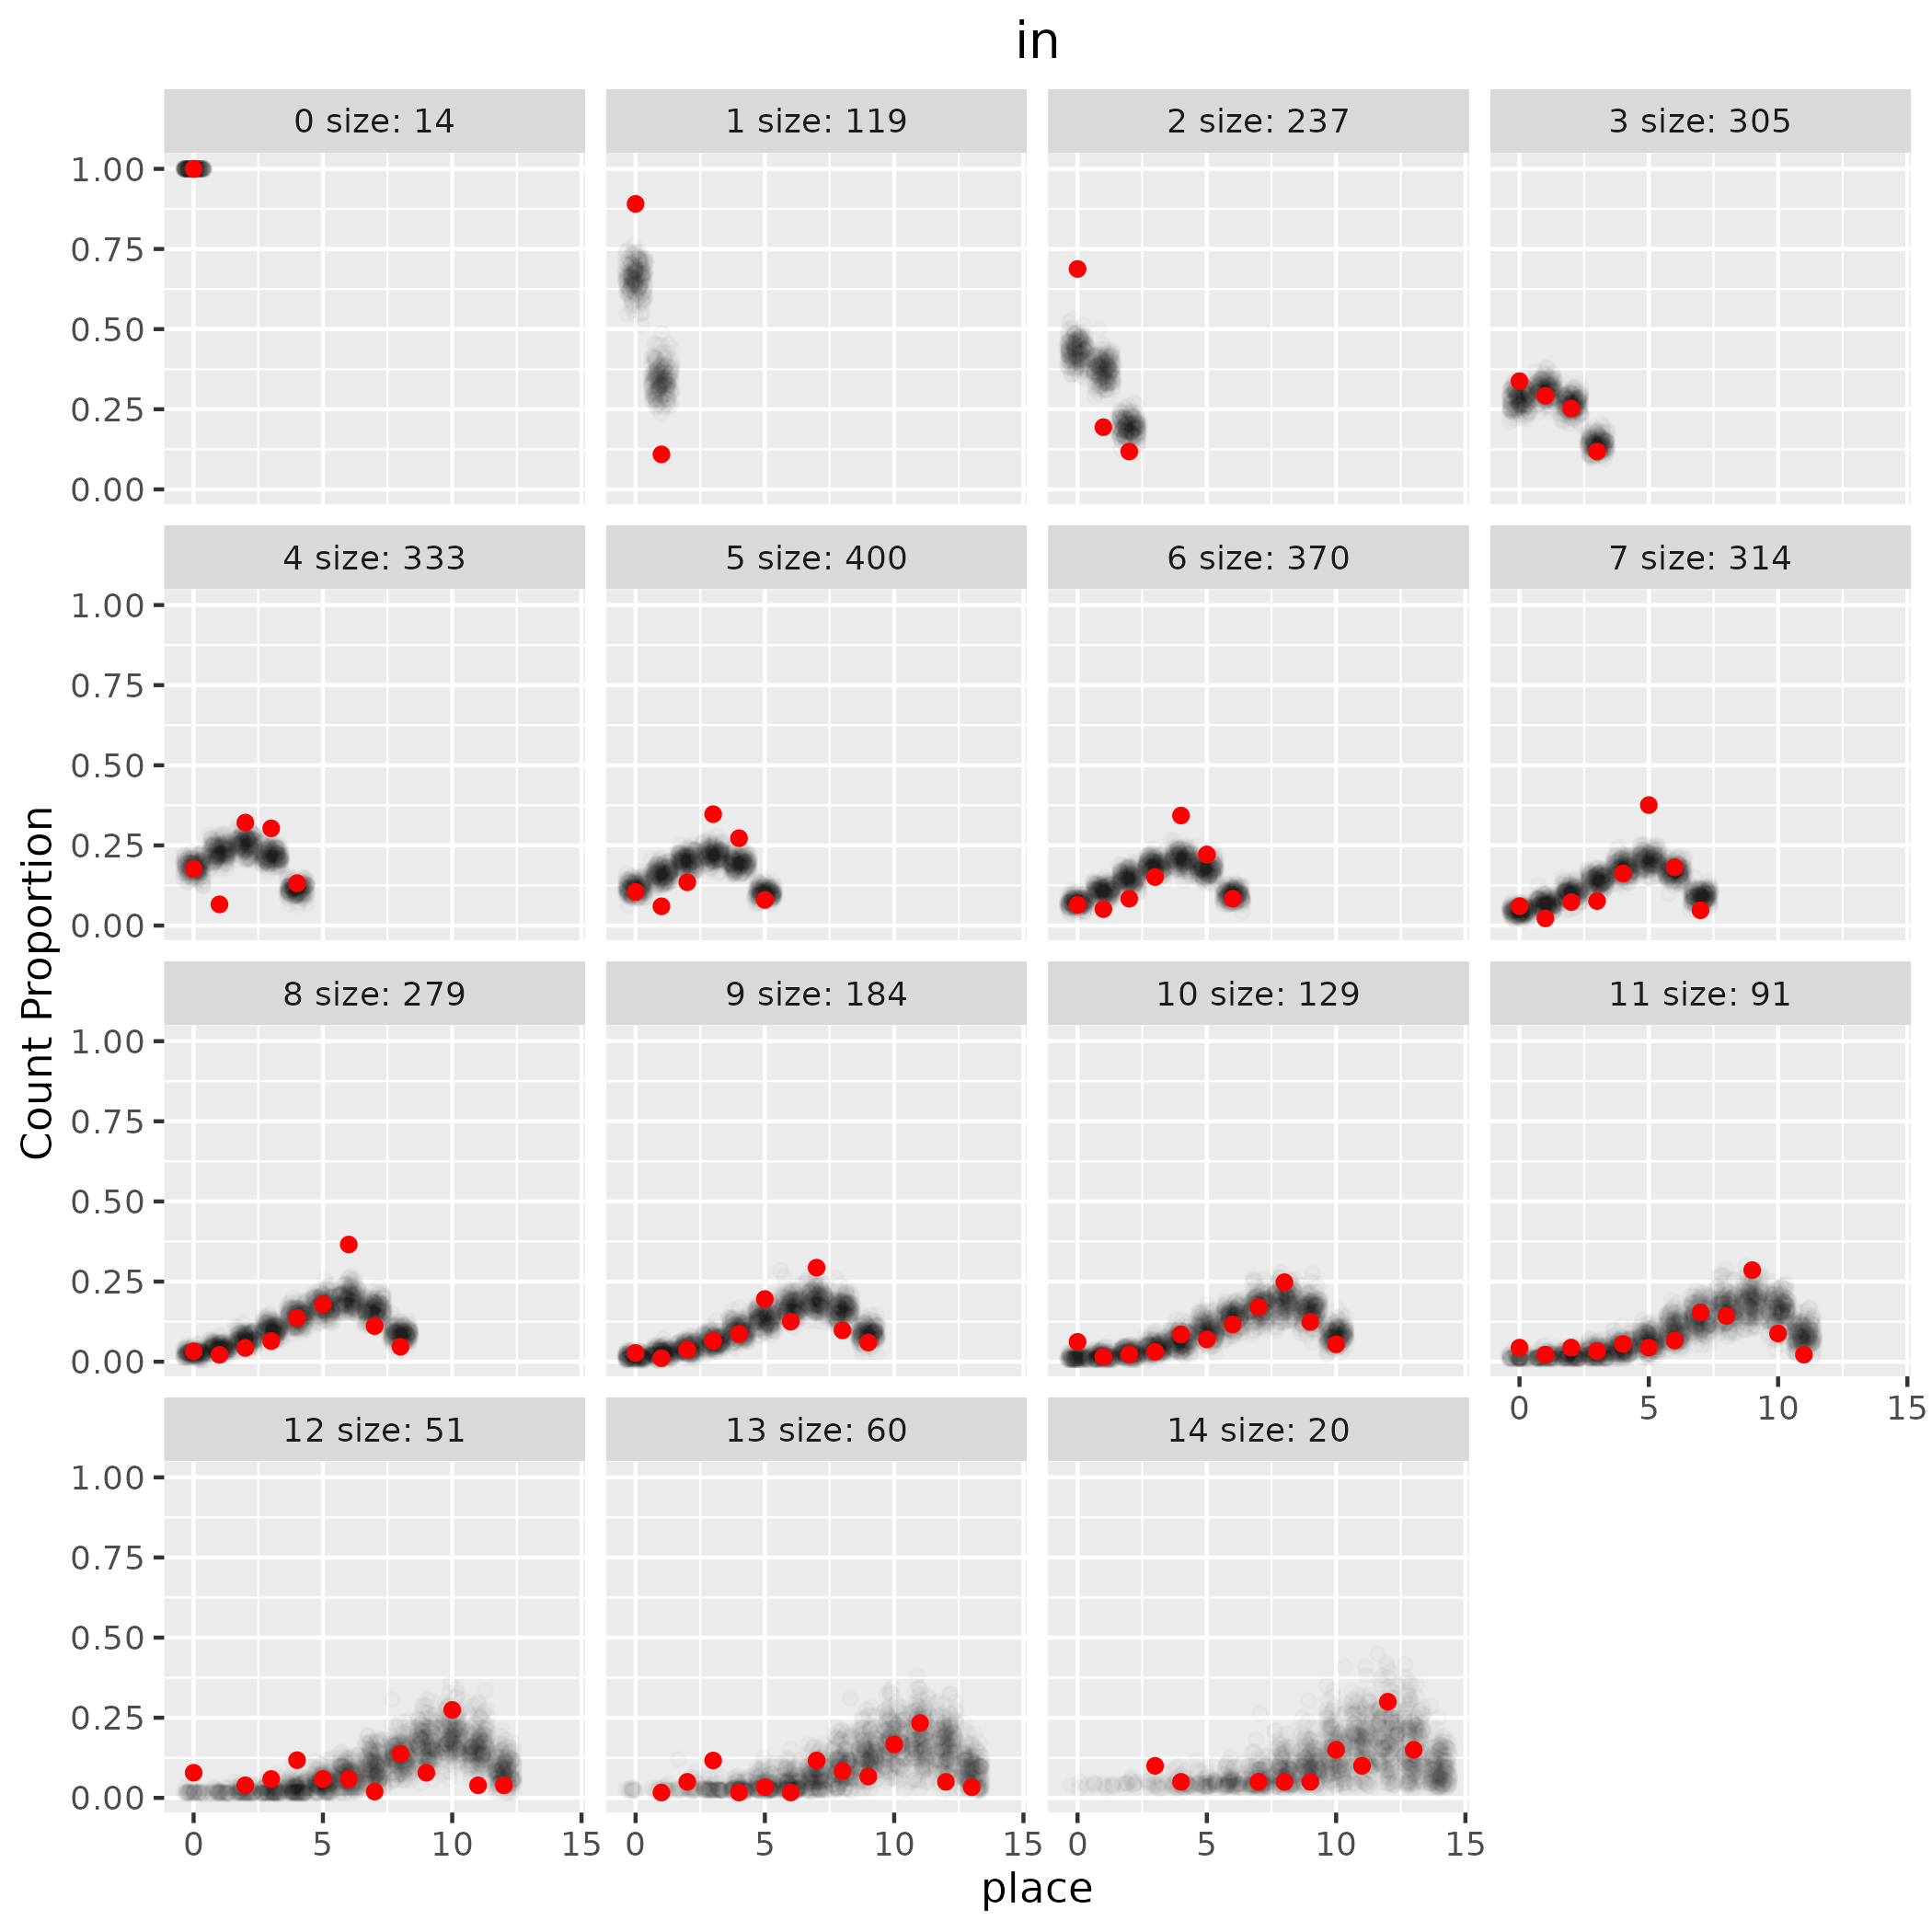 in
0 size: 14
1 size: 119
2 size: 237
3 size: 305
1.00
0.75
0.50
0.25
0.00
4 size: 333
5 size: 400
6 size: 370
7 size: 314
1.00
0.75
0.50
0.25
0.00
Count Proportion
8 size: 279
9 size: 184
10 size: 129
11 size: 91
1.00
0.75
0.50
0.25
0.00
0 5 10 15
12 size: 51
13 size: 60
14 size: 20
1.00
0.75
0.50
0.25
0.00
0 5 10 15
0 5 10 15
0 5 10 15
place